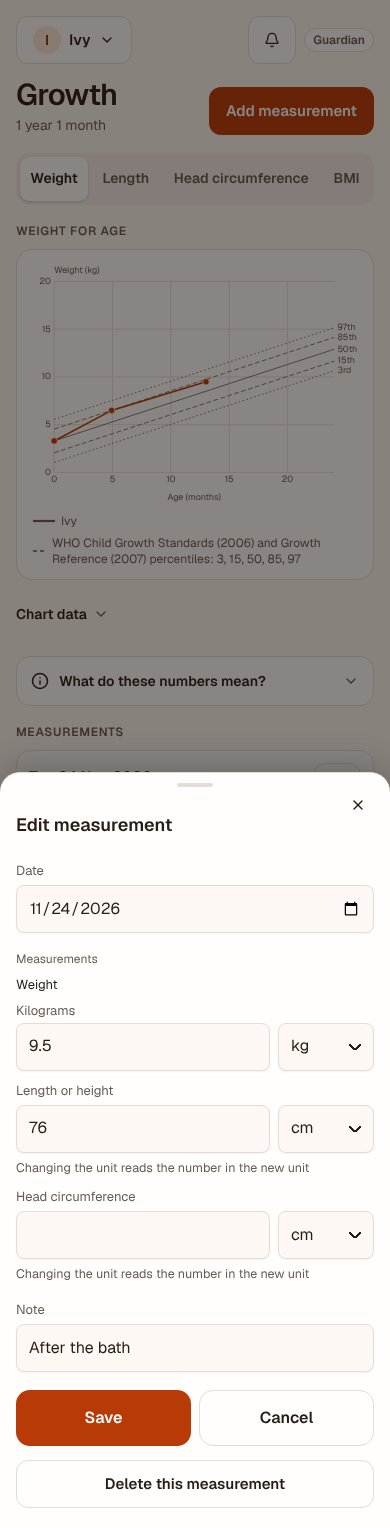 I Ivy
Guardian
Growth
1 year 1 month
Add measurement
Weight Length Head circumference BMI
WEIGHT FOR AGE
Weight (kg)
20
15
10
5
0
0 5 10 15 20
97th
85th
50th
15th
3rd
Age (months)
Ivy
WHO Child Growth Standards (2006) and Growth
Reference (2007) percentiles: 3, 15, 50, 85, 97
Chart data
What do these numbers mean?
MEASUREMENTS
Edit measurement
Date
11/24/2026
Measurements
Weight
Kilograms
9.5 kg
Length or height
76 cm
Changing the unit reads the number in the new unit
Head circumference
cm
Changing the unit reads the number in the new unit
Note
After the bath
Save Cancel
Delete this measurement